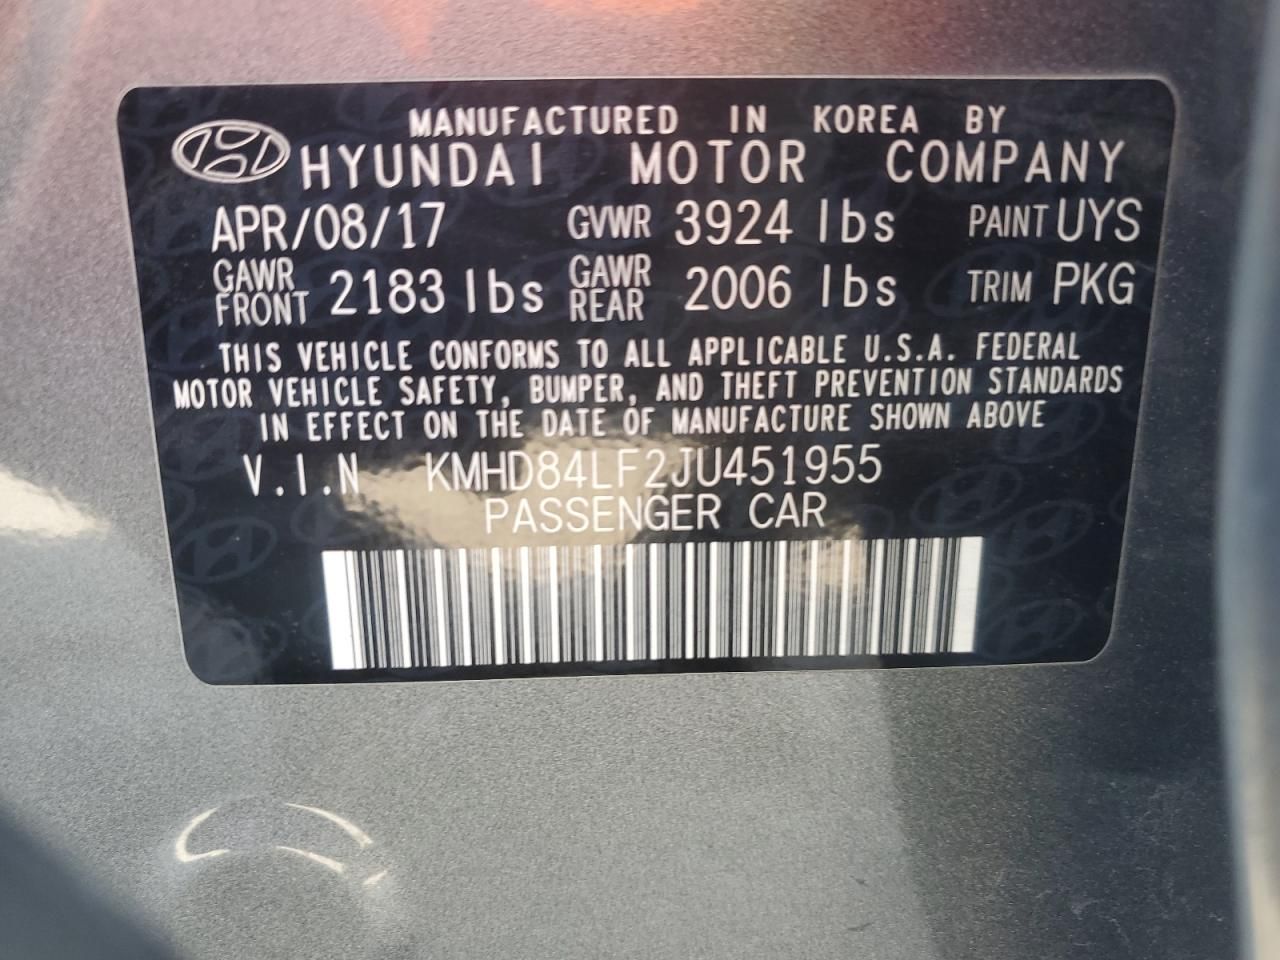 MANUFACTURED IN KOREA BY
HYUNDAI MOTOR COMPANY
APR/08/17 GVWR 3924 lbs PAINT UYS
GAWR FRONT 2183 lbs GAWR REAR 2006 lbs TRIM PKG
THIS VEHICLE CONFORMS TO ALL APPLICABLE U.S.A. FEDERAL
MOTOR VEHICLE SAFETY, BUMPER, AND THEFT PREVENTION STANDARDS
IN EFFECT ON THE DATE OF MANUFACTURE SHOWN ABOVE
V.I.N KMHD84LF2JU451955
PASSENGER CAR